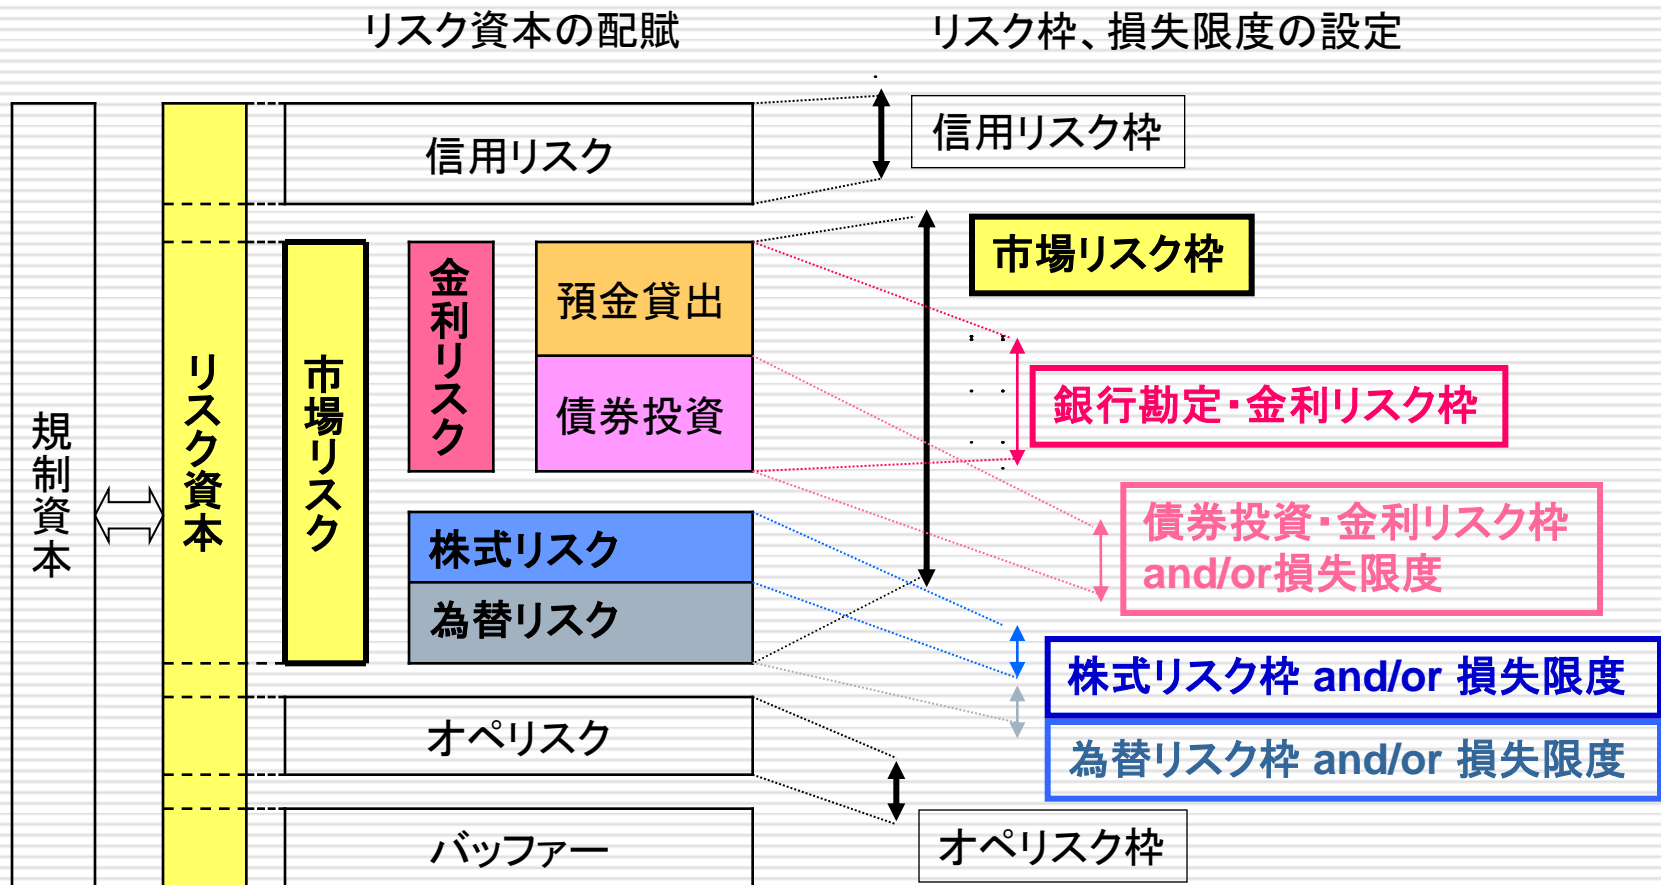 リスク資本の配賦
リスク枠、損失限度の設定
規制資本
リスク資本
信用リスク
信用リスク枠
市場リスク
金利リスク
預金貸出
債券投資
株式リスク
為替リスク
市場リスク枠
銀行勘定・金利リスク枠
債券投資・金利リスク枠
and/or損失限度
株式リスク枠 and/or 損失限度
為替リスク枠 and/or 損失限度
オペリスク
オペリスク枠
バッファー